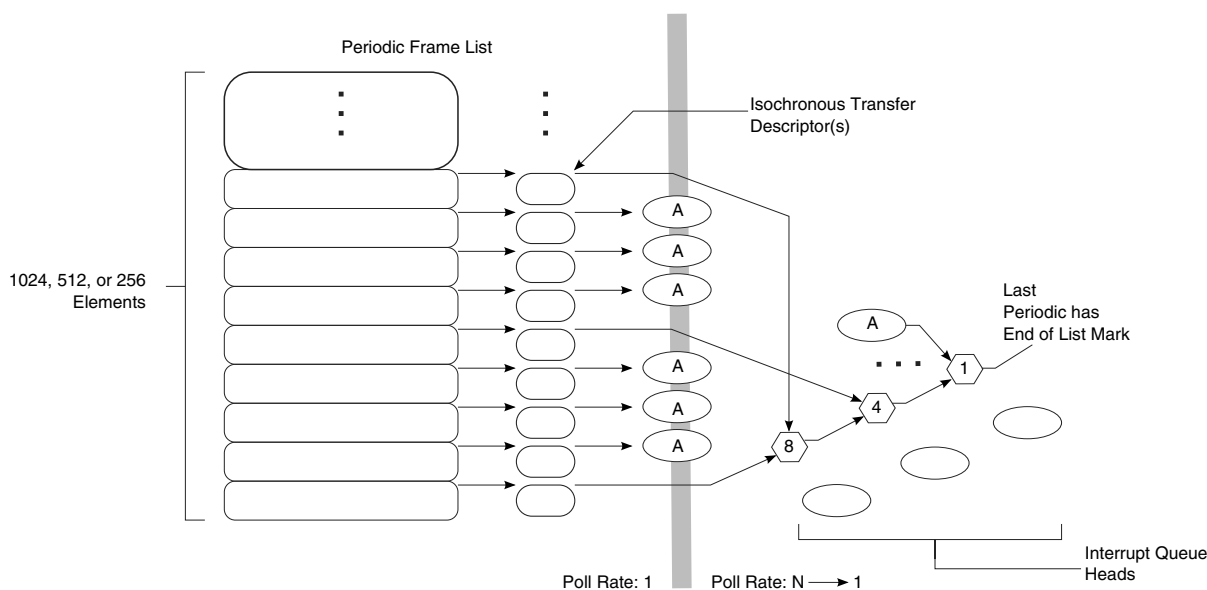 Periodic Frame List
Isochronous Transfer
Descriptor(s)
A
A
A
1024, 512, or 256
Elements
Last
Periodic has
End of List Mark
A
1
A
4
A
A
8
Interrupt Queue
Heads
Poll Rate: 1
Poll Rate: N 1